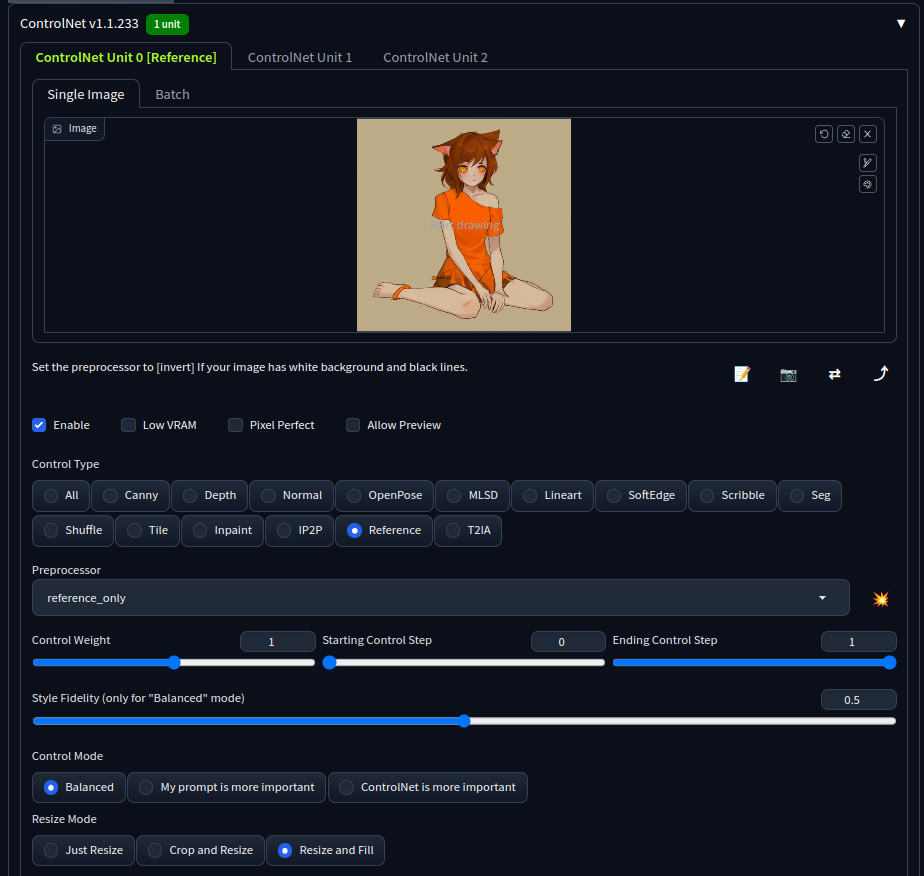 ControlNet v1.1.233 1 unit
ControlNet Unit 0 [Reference] ControlNet Unit 1 ControlNet Unit 2
Single Image Batch
Image
drawing
Set the preprocessor to [invert] If your image has white background and black lines.
Enable Low VRAM Pixel Perfect Allow Preview
Control Type
All Canny Depth Normal OpenPose MLSD Lineart SoftEdge Scribble Seg
Shuffle Tile Inpaint IP2P Reference T2IA
Preprocessor
reference_only
Control Weight 1 Starting Control Step 0 Ending Control Step 1
Style Fidelity (only for "Balanced" mode) 0.5
Control Mode
Balanced My prompt is more important ControlNet is more important
Resize Mode
Just Resize Crop and Resize Resize and Fill